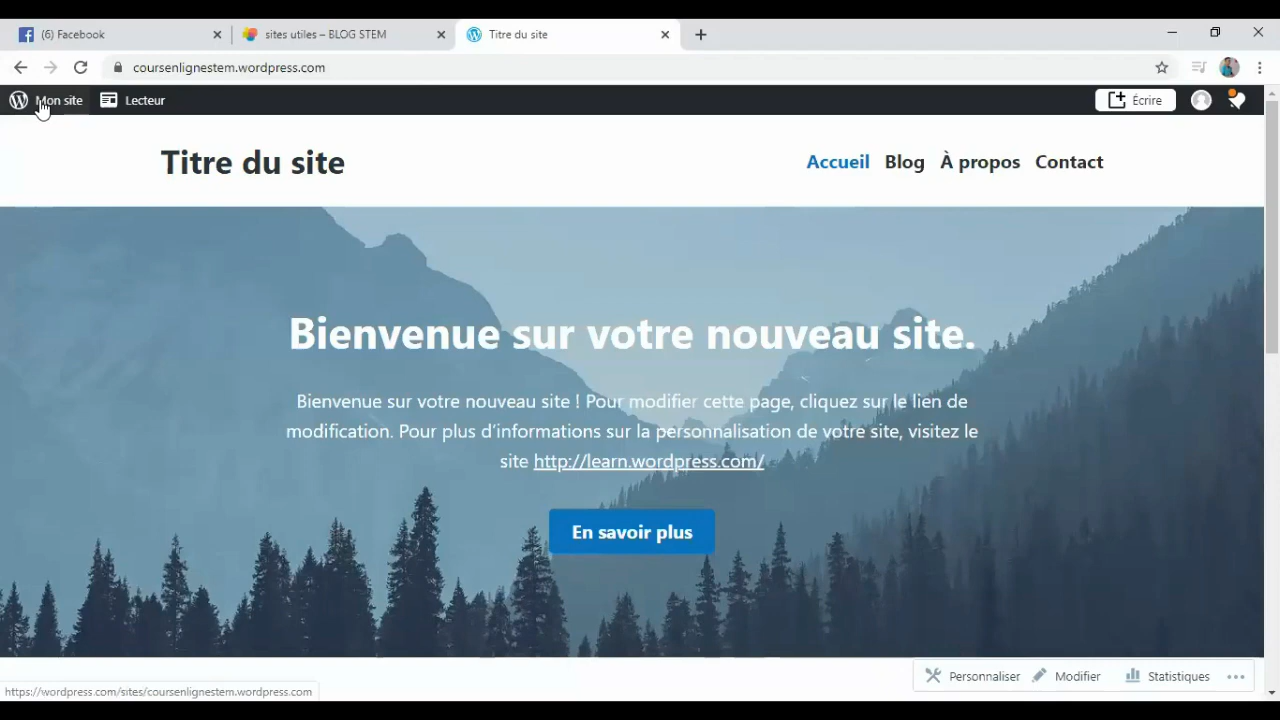 (6) Facebook
sites utiles – BLOG STEM
Titre du site
coursenlignestem.wordpress.com
Mon site
Lecteur
Écrire
Titre du site
Accueil Blog À propos Contact
Bienvenue sur votre nouveau site.
Bienvenue sur votre nouveau site ! Pour modifier cette page, cliquez sur le lien de
modification. Pour plus d’informations sur la personnalisation de votre site, visitez le
site http://learn.wordpress.com/
En savoir plus
Personnaliser Modifier Statistiques
https://wordpress.com/sites/coursenlignestem.wordpress.com